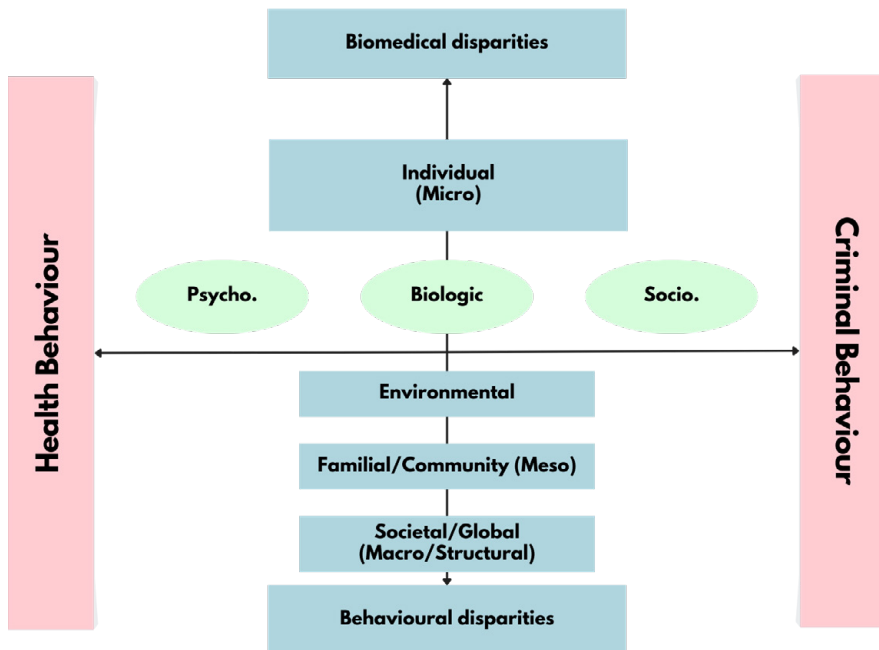 Biomedical disparities
Individual
(Micro)
Psycho.
Biologic
Socio.
Health Behaviour
Criminal Behaviour
Environmental
Familial/Community (Meso)
Societal/Global
(Macro/Structural)
Behavioural disparities